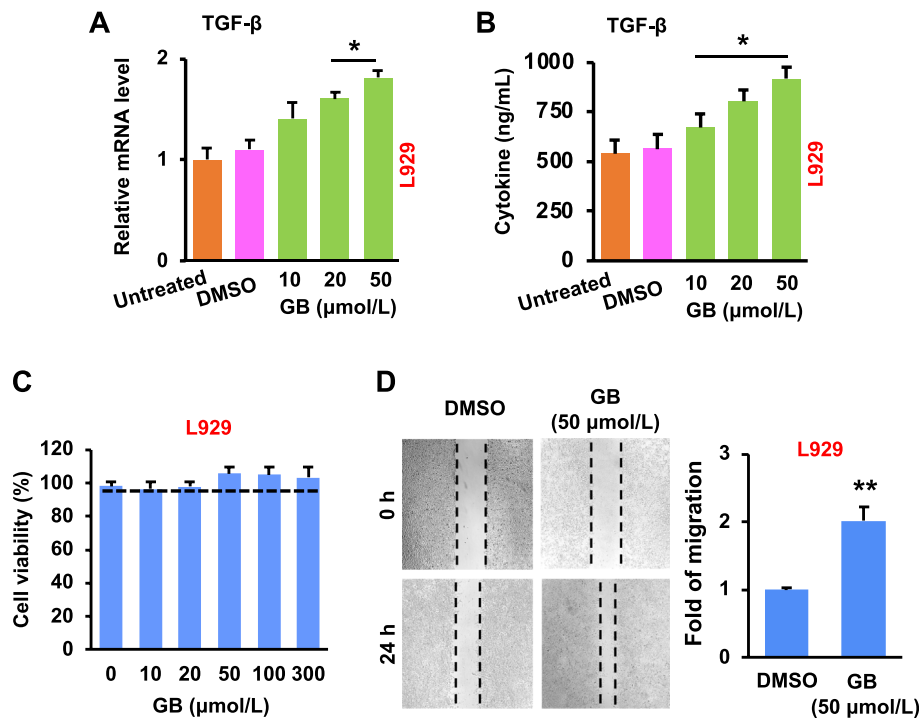 A
TGF-β
Relative mRNA level
2
1
0
*
Untreated
DMSO
10
20
50
GB (µmol/L)
L929
B
TGF-β
Cytokine (ng/mL)
1000
750
500
250
0
*
Untreated
DMSO
10
20
50
GB (µmol/L)
L929
C
L929
Cell viability (%)
120
100
80
60
40
20
0
0
10
20
50
100
300
GB (µmol/L)
D
DMSO
GB
(50 µmol/L)
0 h
24 h
L929
Fold of migration
3
2
1
0
**
DMSO
GB
(50 µmol/L)